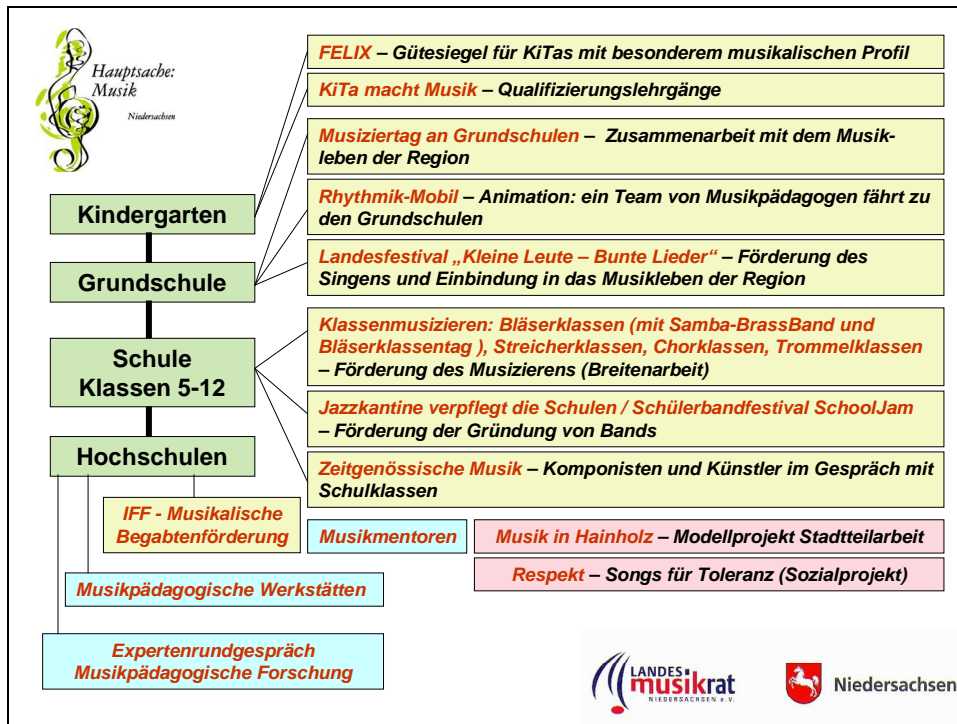 Hauptsache:
Musik
Niedersachsen
FELIX – Gütesiegel für KiTas mit besonderem musikalischen Profil
KiTa macht Musik – Qualifizierungslehrgänge
Musiziertag an Grundschulen – Zusammenarbeit mit dem Musik-
leben der Region
Rhythmik-Mobil – Animation: ein Team von Musikpädagogen fährt zu
den Grundschulen
Landesfestival „Kleine Leute – Bunte Lieder“ – Förderung des
Singens und Einbindung in das Musikleben der Region
Kindergarten
Grundschule
Schule
Klassen 5-12
Hochschulen
Klassenmusizieren: Bläserklassen (mit Samba-BrassBand und
Bläserklassentag ), Streicherklassen, Chorklassen, Trommelklassen
– Förderung des Musizierens (Breitenarbeit)
Jazzkantine verpflegt die Schulen / Schülerbandfestival SchoolJam
– Förderung der Gründung von Bands
Zeitgenössische Musik – Komponisten und Künstler im Gespräch mit
Schulklassen
IFF - Musikalische
Begabtenförderung
Musikmentoren
Musik in Hainholz – Modellprojekt Stadtteilarbeit
Respekt – Songs für Toleranz (Sozialprojekt)
Musikpädagogische Werkstätten
Expertenrundgespräch
Musikpädagogische Forschung
LANDES
musikrat
NIEDERSACHSEN e.V.
Niedersachsen